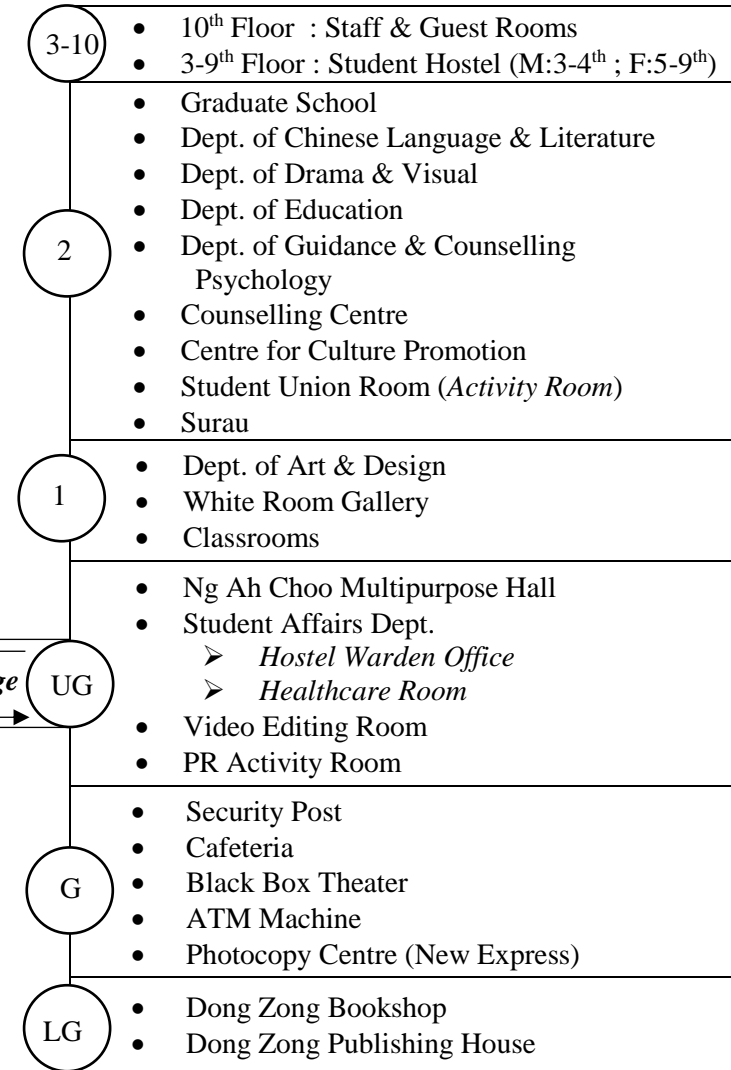 3-10
• 10th Floor : Staff & Guest Rooms
• 3-9th Floor : Student Hostel (M:3-4th ; F:5-9th)
2
• Graduate School
• Dept. of Chinese Language & Literature
• Dept. of Drama & Visual
• Dept. of Education
• Dept. of Guidance & Counselling
Psychology
• Counselling Centre
• Centre for Culture Promotion
• Student Union Room (Activity Room)
• Surau
1
• Dept. of Art & Design
• White Room Gallery
• Classrooms
UG
• Ng Ah Choo Multipurpose Hall
• Student Affairs Dept.
➢ Hostel Warden Office
➢ Healthcare Room
• Video Editing Room
• PR Activity Room
G
• Security Post
• Cafeteria
• Black Box Theater
• ATM Machine
• Photocopy Centre (New Express)
LG
• Dong Zong Bookshop
• Dong Zong Publishing House